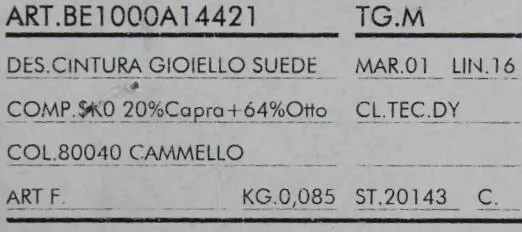 ART.BE1000A14421 TG.M
DES.CINTURA GIOIELLO SUEDE MAR.01 LIN.16
COMP. 20%Capra+64%Otto CL.TEC.DY
COL.80040 CAMMELLO
ART F. KG.0,085 ST.20143 C.